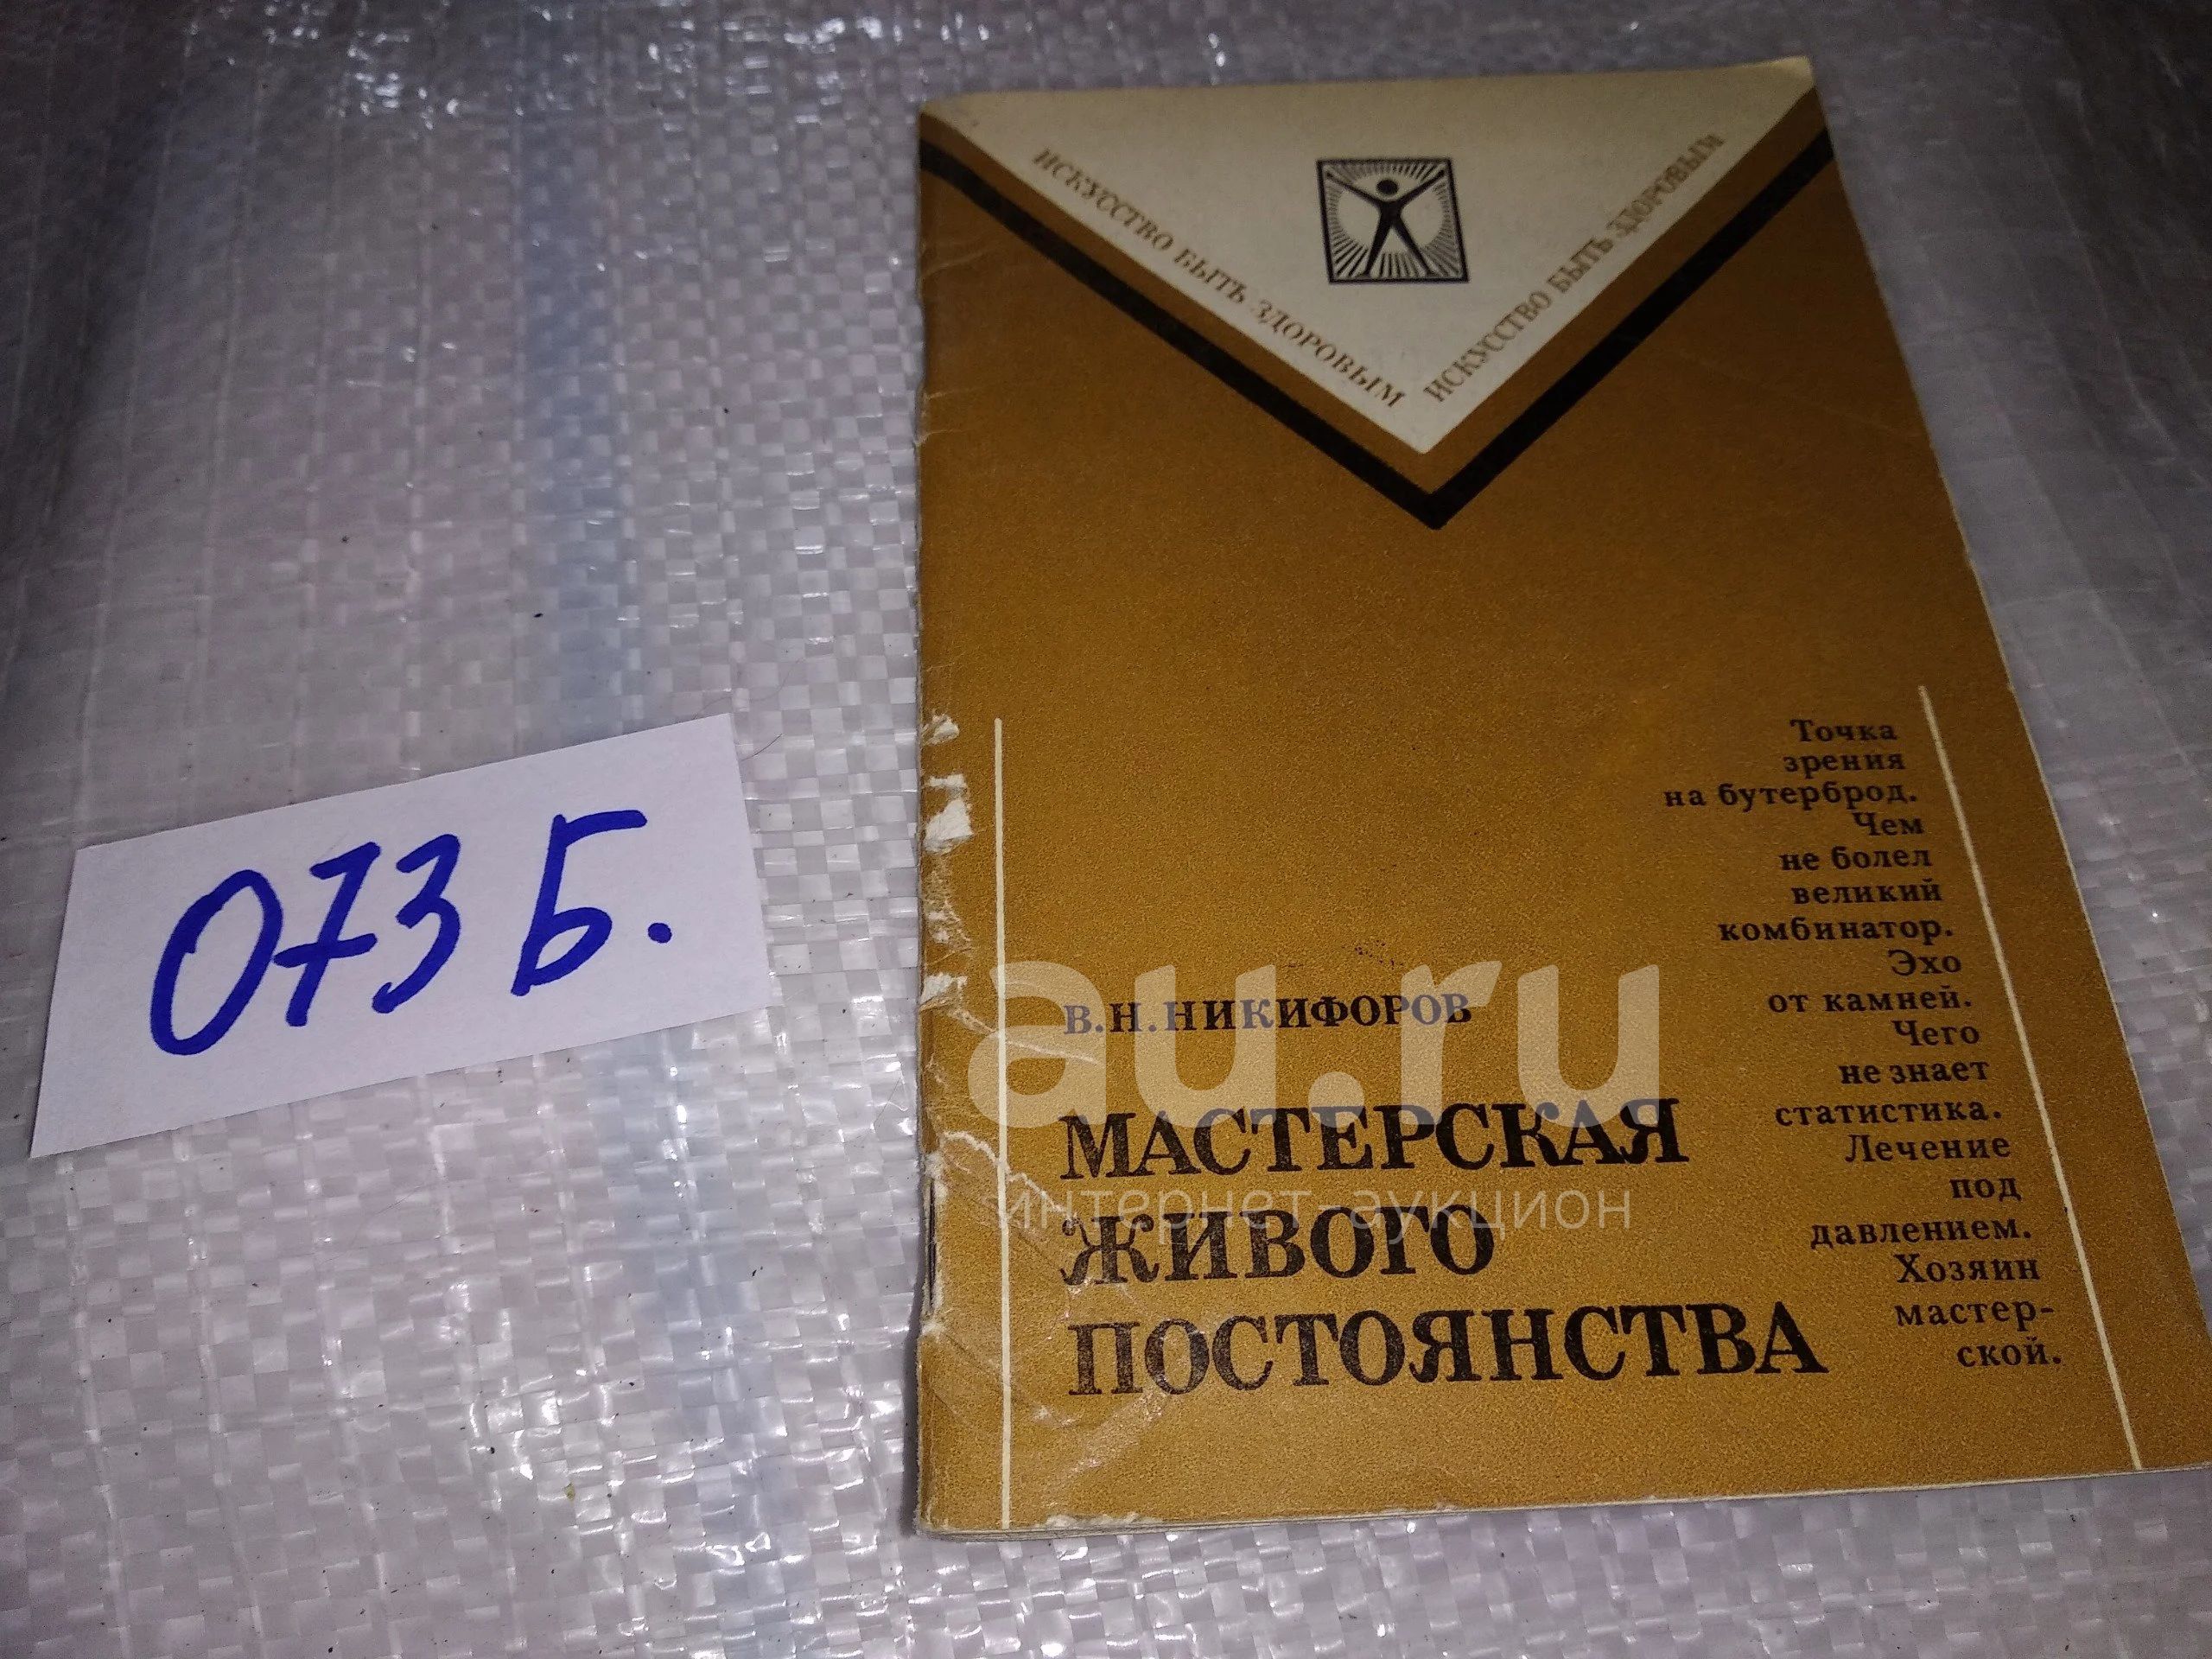 ИСКУССТВО БЫТЬ ЗДОРОВЫМ
ИСКУССТВО БЫТЬ ЗДОРОВЫМ
073 Б.
В.Н.НИКИФОРОВ
МАСТЕРСКАЯ
ЖИВОГО
ПОСТОЯНСТВА
Точка
зрения
на бутерброд.
Чем
не болел
великий
комбинатор.
Эхо
от камней.
Чего
не знает
статистика.
Лечение
под
давлением.
Хозяин
мастер-
ской.
au.ru
интернет аукцион